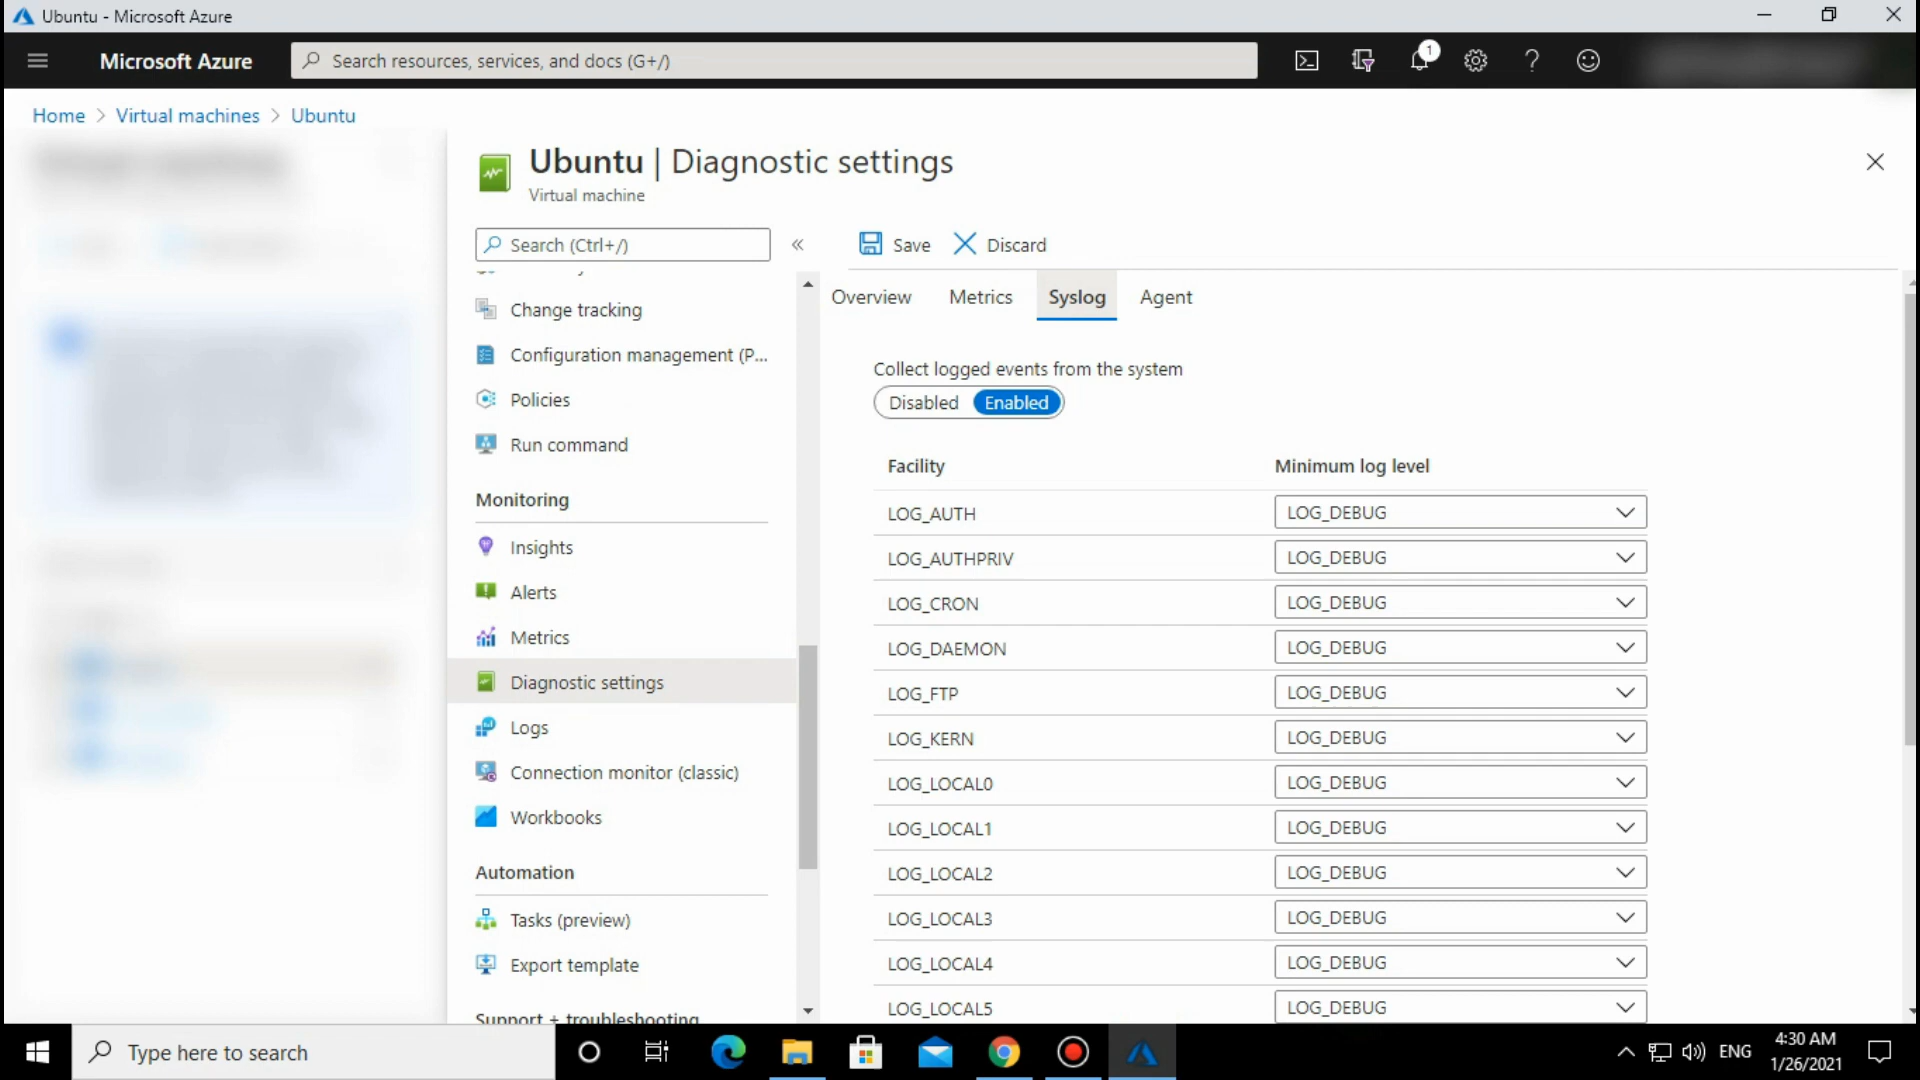 Ubuntu - Microsoft Azure
Microsoft Azure
Search resources, services, and docs (G+/)
1
Home > Virtual machines > Ubuntu
Ubuntu | Diagnostic settings
Virtual machine
Search (Ctrl+/)
«
Save
Discard
Change tracking
Configuration management (P...
Policies
Run command
Monitoring
Insights
Alerts
Metrics
Diagnostic settings
Logs
Connection monitor (classic)
Workbooks
Automation
Tasks (preview)
Export template
Support + troubleshooting
Overview
Metrics
Syslog
Agent
Collect logged events from the system
Disabled
Enabled
Facility Minimum log level
LOG_AUTH LOG_DEBUG
LOG_AUTHPRIV LOG_DEBUG
LOG_CRON LOG_DEBUG
LOG_DAEMON LOG_DEBUG
LOG_FTP LOG_DEBUG
LOG_KERN LOG_DEBUG
LOG_LOCAL0 LOG_DEBUG
LOG_LOCAL1 LOG_DEBUG
LOG_LOCAL2 LOG_DEBUG
LOG_LOCAL3 LOG_DEBUG
LOG_LOCAL4 LOG_DEBUG
LOG_LOCAL5 LOG_DEBUG
Type here to search
ENG
4:30 AM
1/26/2021